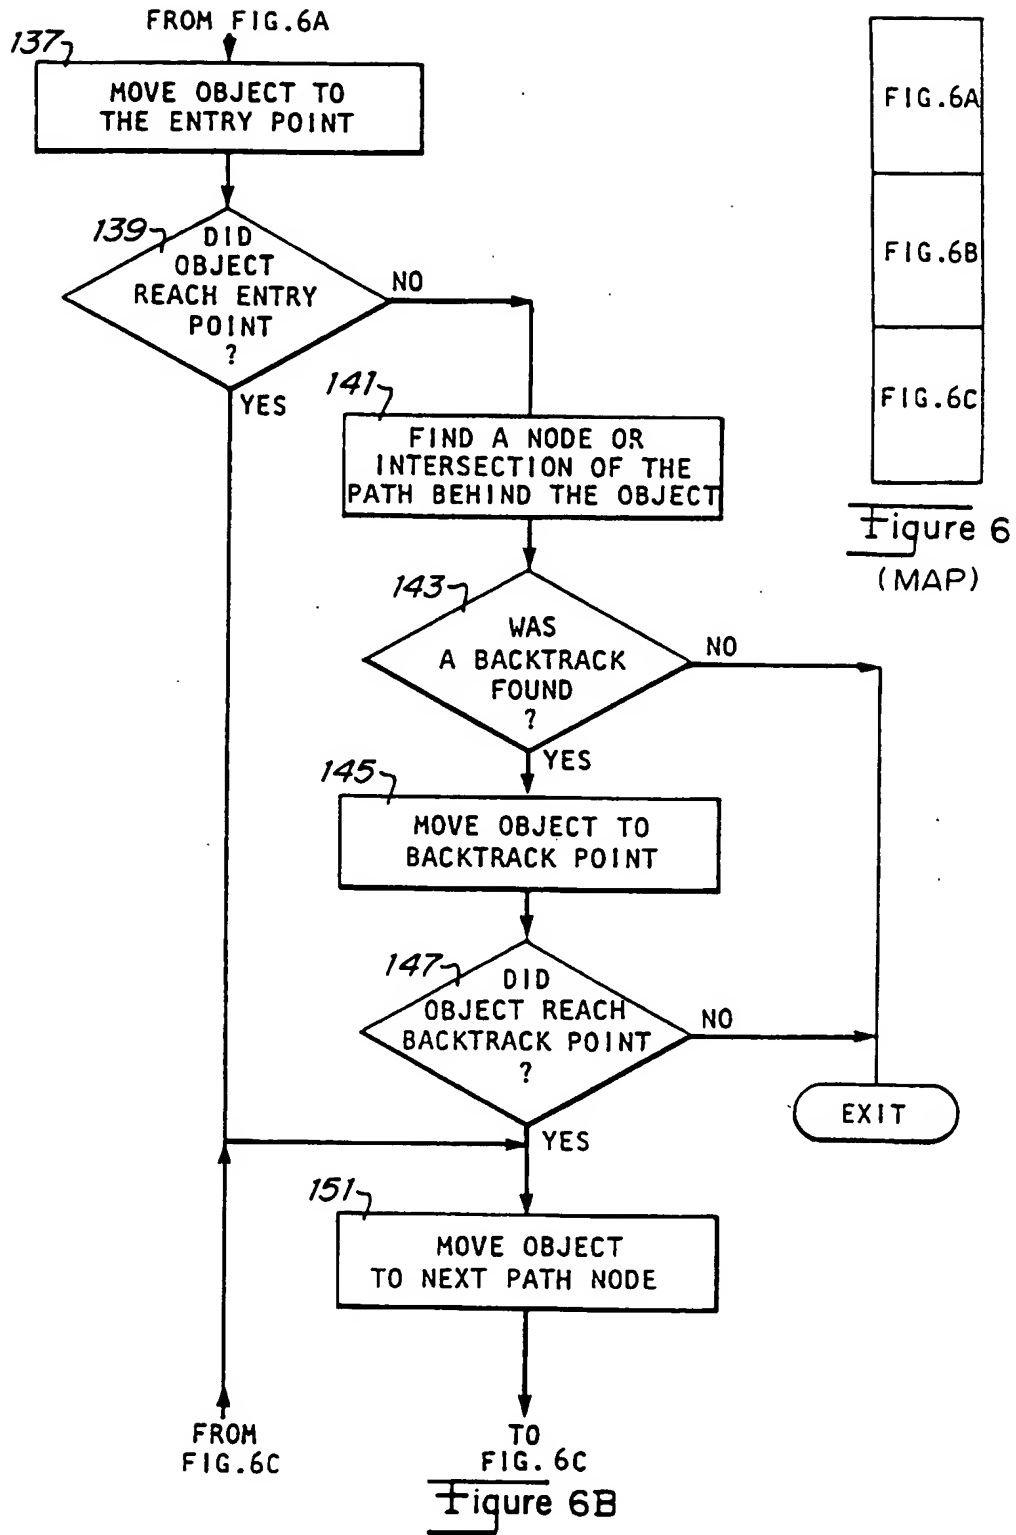 FROM FIG.6A
137
MOVE OBJECT TO
THE ENTRY POINT
139
DID
OBJECT
REACH ENTRY
POINT
?
NO
YES
141
FIND A NODE OR
INTERSECTION OF THE
PATH BEHIND THE OBJECT
143
WAS
A BACKTRACK
FOUND
?
NO
YES
145
MOVE OBJECT TO
BACKTRACK POINT
147
DID
OBJECT REACH
BACKTRACK POINT
?
NO
YES
EXIT
151
MOVE OBJECT
TO NEXT PATH NODE
FROM
FIG.6C
TO
FIG. 6C
Figure 6B
FIG.6A
FIG.6B
FIG.6C
Figure 6
(MAP)